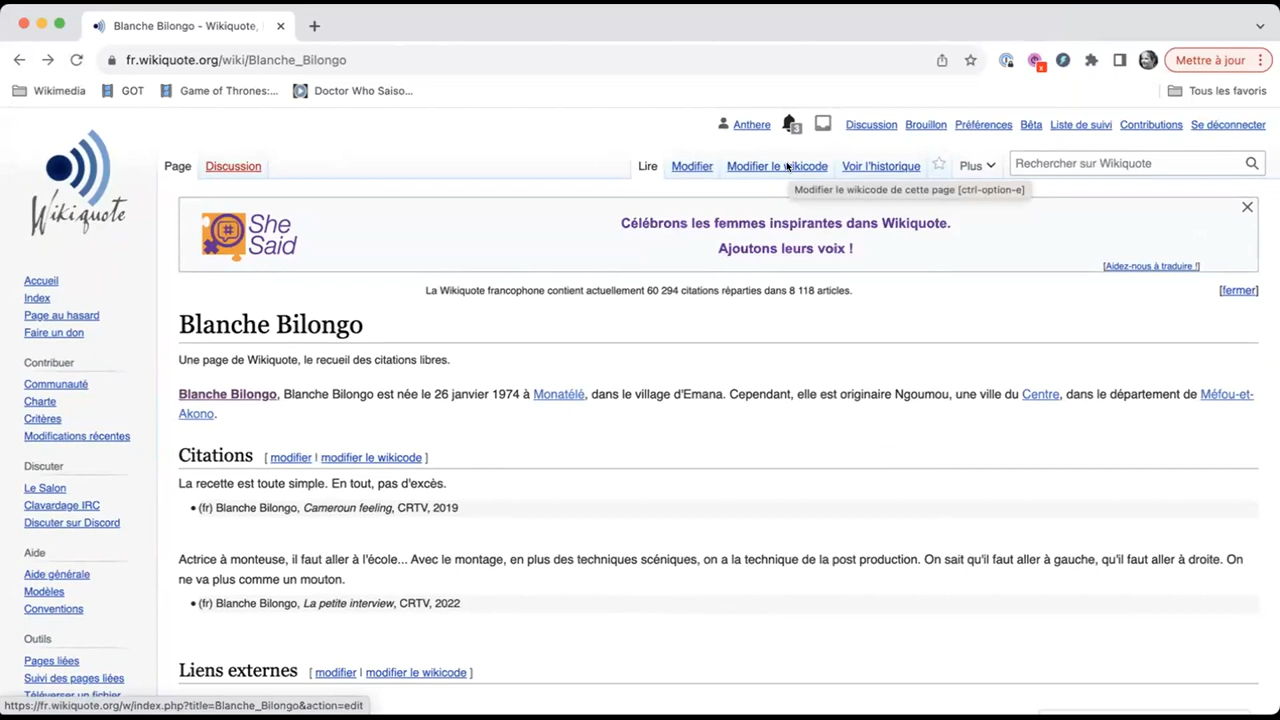 Blanche Bilongo - Wikiquote,
fr.wikiquote.org/wiki/Blanche_Bilongo
Mettre à jour
Wikimedia
GOT
Game of Thrones:...
Doctor Who Saiso...
Tous les favoris
Anthere
3
Discussion
Brouillon
Préférences
Bêta
Liste de suivi
Contributions
Se déconnecter
Page
Discussion
Lire
Modifier
Modifier le wikicode
Voir l'historique
Plus
Rechercher sur Wikiquote
Modifier le wikicode de cette page [ctrl-option-e]
Wikiquote
She
Said
Célébrons les femmes inspirantes dans Wikiquote.
Ajoutons leurs voix !
[Aidez-nous à traduire !]
La Wikiquote francophone contient actuellement 60 294 citations réparties dans 8 118 articles.
[fermer]
Accueil
Index
Page au hasard
Faire un don
Contribuer
Communauté
Charte
Critères
Modifications récentes
Discuter
Le Salon
Clavardage IRC
Discuter sur Discord
Aide
Aide générale
Modèles
Conventions
Outils
Pages liées
Suivi des pages liées
Téléverser un fichier
Blanche Bilongo
Une page de Wikiquote, le recueil des citations libres.
Blanche Bilongo, Blanche Bilongo est née le 26 janvier 1974 à Monatélé, dans le village d'Emana. Cependant, elle est originaire Ngoumou, une ville du Centre, dans le département de Méfou-et-
Akono.
Citations [ modifier | modifier le wikicode ]
La recette est toute simple. En tout, pas d'excès.
• (fr) Blanche Bilongo, Cameroun feeling, CRTV, 2019
Actrice à monteuse, il faut aller à l'école... Avec le montage, en plus des techniques scéniques, on a la technique de la post production. On sait qu'il faut aller à gauche, qu'il faut aller à droite. On
ne va plus comme un mouton.
• (fr) Blanche Bilongo, La petite interview, CRTV, 2022
Liens externes [ modifier | modifier le wikicode ]
https://fr.wikiquote.org/w/index.php?title=Blanche_Bilongo&action=edit